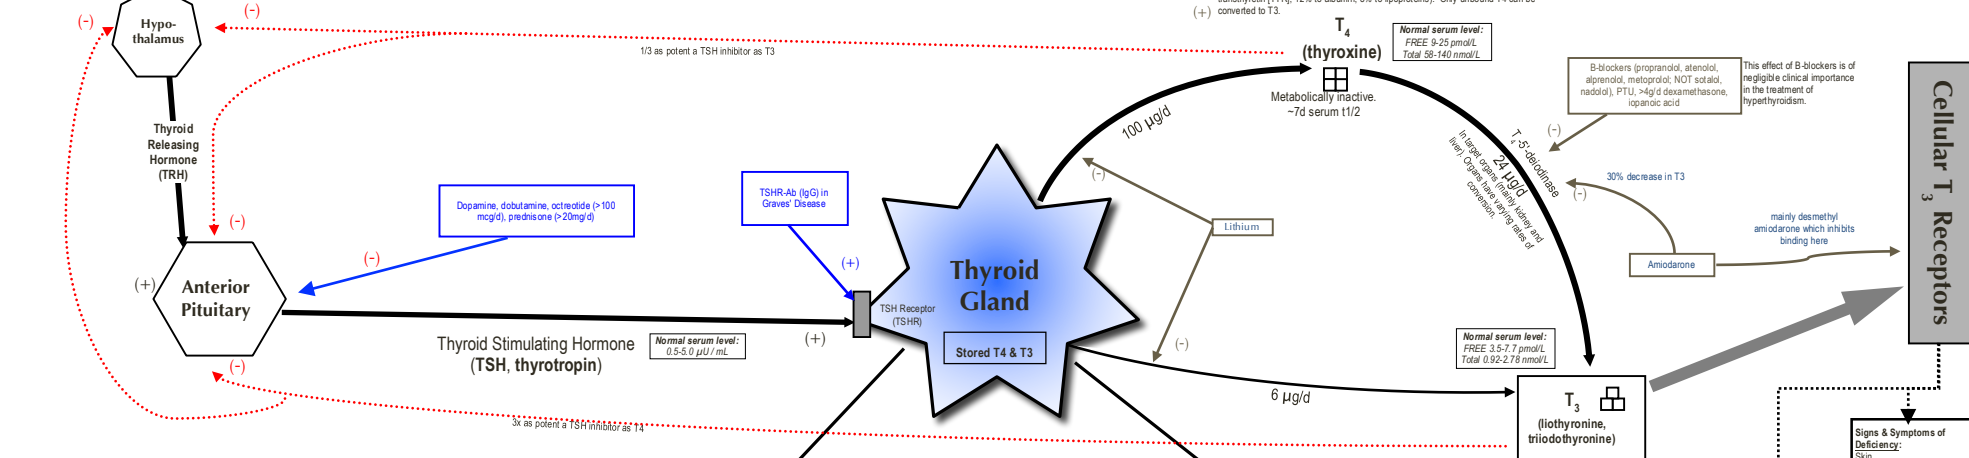 (+)
converted to T3.
(-)
(-)
Hypo-
thalamus
1/3 as potent a TSH inhibitor as T3
T4
(thyroxine)
Normal serum level:
FREE 9-25 pmol/L
Total 58-140 nmol/L
Metabolically inactive.
~7d serum t1/2
B-blockers (propranolol, atenolol,
alprenolol, metoprolol; NOT sotalol,
nadolol), PTU, >4g/d dexamethasone,
iopanoic acid
This effect of B-blockers is of
negligible clinical importance
in the treatment of
hyperthyroidism.
Cellular T3 Receptors
Thyroid
Releasing
Hormone
(TRH)
100 µg/d
(-)
T4-5'-deiodinase
24 µg/d
In target organs (mainly kidney and
liver). Organs have varying rates of
conversion.
(-)
30% decrease in T3
(-)
Dopamine, dobutamine, octreotide (>100
mcg/d), prednisone (>20mg/d)
TSHR-Ab (IgG) in
Graves' Disease
Lithium
mainly desmethyl
amiodarone which inhibits
binding here
Amiodarone
(-)
(-)
(+)
(+)
Anterior
Pituitary
Thyroid
Gland
TSH Receptor
(TSHR)
Stored T4 & T3
(+)
Thyroid Stimulating Hormone
(TSH, thyrotropin)
Normal serum level:
0.5-5.0 µU / mL
(-)
Normal serum level:
FREE 3.5-7.7 pmol/L
Total 0.92-2.78 nmol/L
(-)
6 µg/d
T3
(liothyronine,
triiodothyronine)
3x as potent a TSH inhibitor as T4
Signs & Symptoms of
Deficiency: